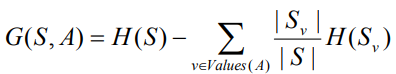 G(S, A) = H(S) − ∑_{v∈Values(A)} |S_v| / |S| H(S_v)